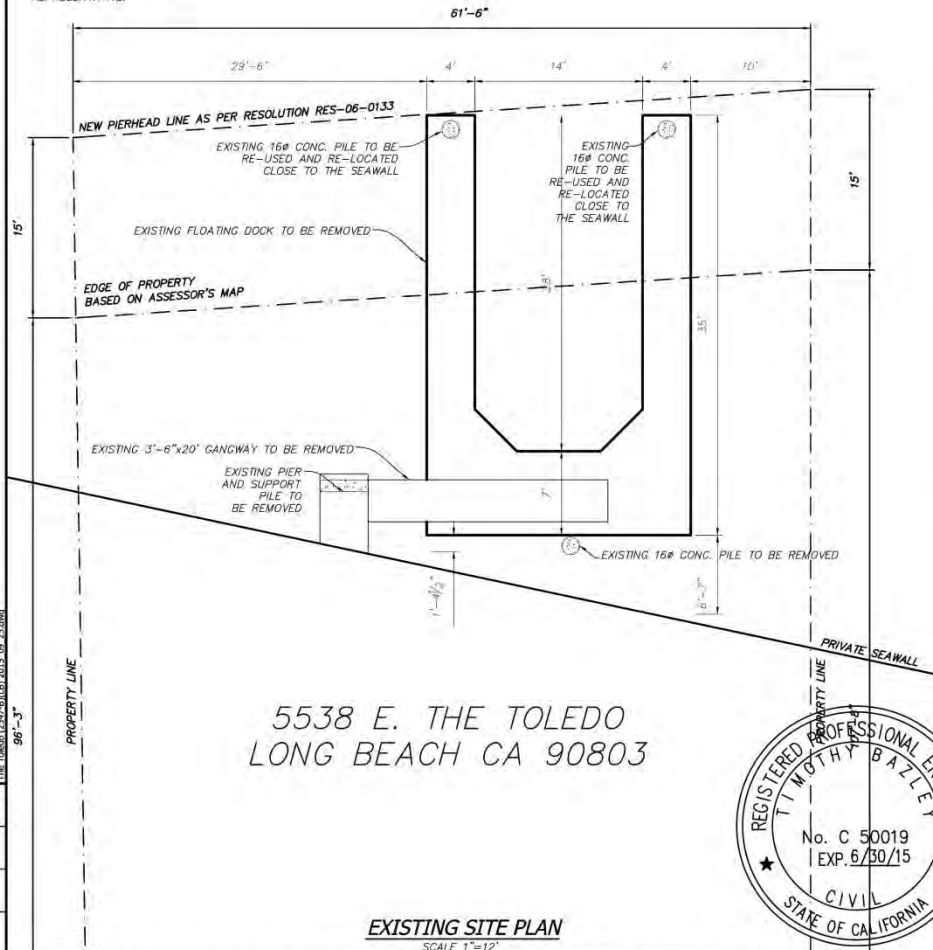 61'-6"
29'-6"
4'
14'
4'
10'
NEW PIERHEAD LINE AS PER RESOLUTION RES-06-0133
EXISTING 16ø CONC. PILE TO BE
RE-USED AND RE-LOCATED
CLOSE TO THE SEAWALL
EXISTING
16ø CONC.
PILE TO BE
RE-USED AND
RE-LOCATED
CLOSE TO
THE SEAWALL
15'
15'
EXISTING FLOATING DOCK TO BE REMOVED
EDGE OF PROPERTY
BASED ON ASSESSOR'S MAP
28'
35'
EXISTING 3'-6"x20' GANGWAY TO BE REMOVED
EXISTING PIER
AND SUPPORT
PILE TO
BE REMOVED
7'
EXISTING 16ø CONC. PILE TO BE REMOVED
1'-4½"
PRIVATE SEAWALL
PROPERTY LINE
PROPERTY LINE
96'-3"
5538 E. THE TOLEDO
LONG BEACH CA 90803
REGISTERED PROFESSIONAL EN
TIMOTHY BAZLEY
No. C 50019
EXP. 6/30/15
CIVIL
STATE OF CALIFORNIA
EXISTING SITE PLAN
SCALE 1"=12'